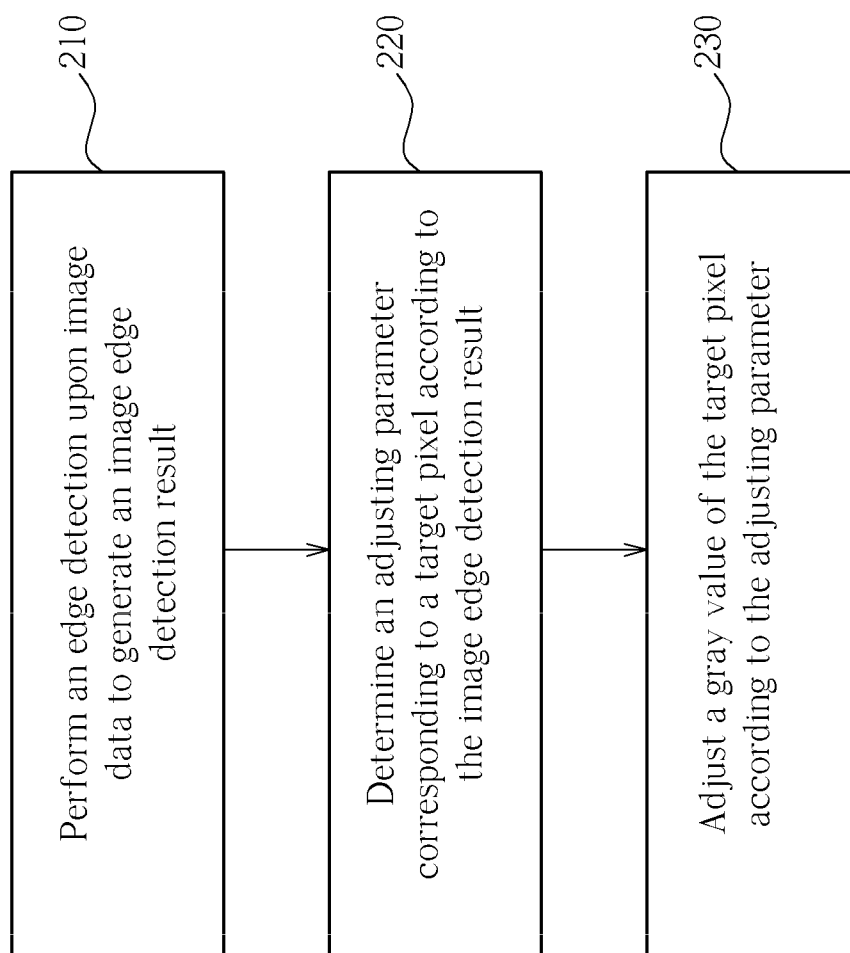 Perform an edge detection upon image
data to generate an image edge
detection result
210
Determine an adjusting parameter
corresponding to a target pixel according to
the image edge detection result
220
Adjust a gray value of the target pixel
according to the adjusting parameter
230